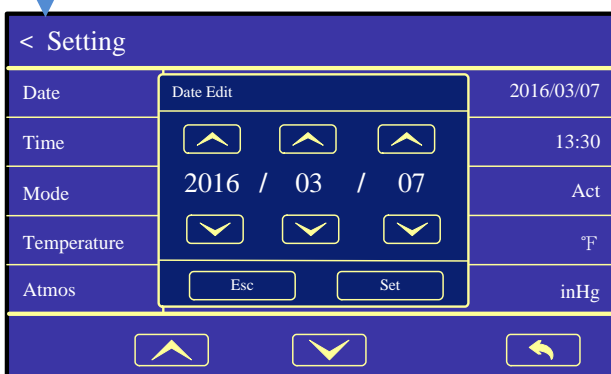 < Setting
Date 2016/03/07
Date Edit
Time 13:30
2016 / 03 / 07
Mode Act
Temperature ℉
Esc Set
Atmos inHg